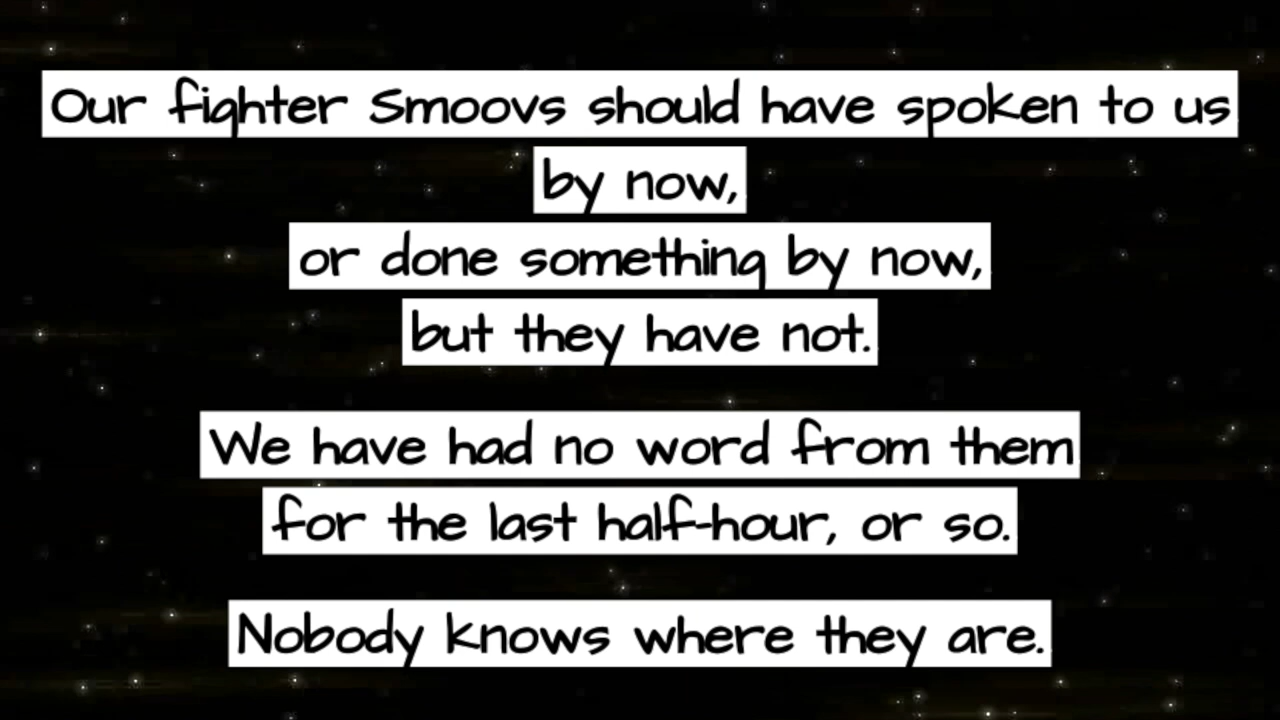 Our fighter Smoovs should have spoken to us
by now,
or done something by now,
but they have not.
We have had no word from them
for the last half-hour, or so.
Nobody knows where they are.